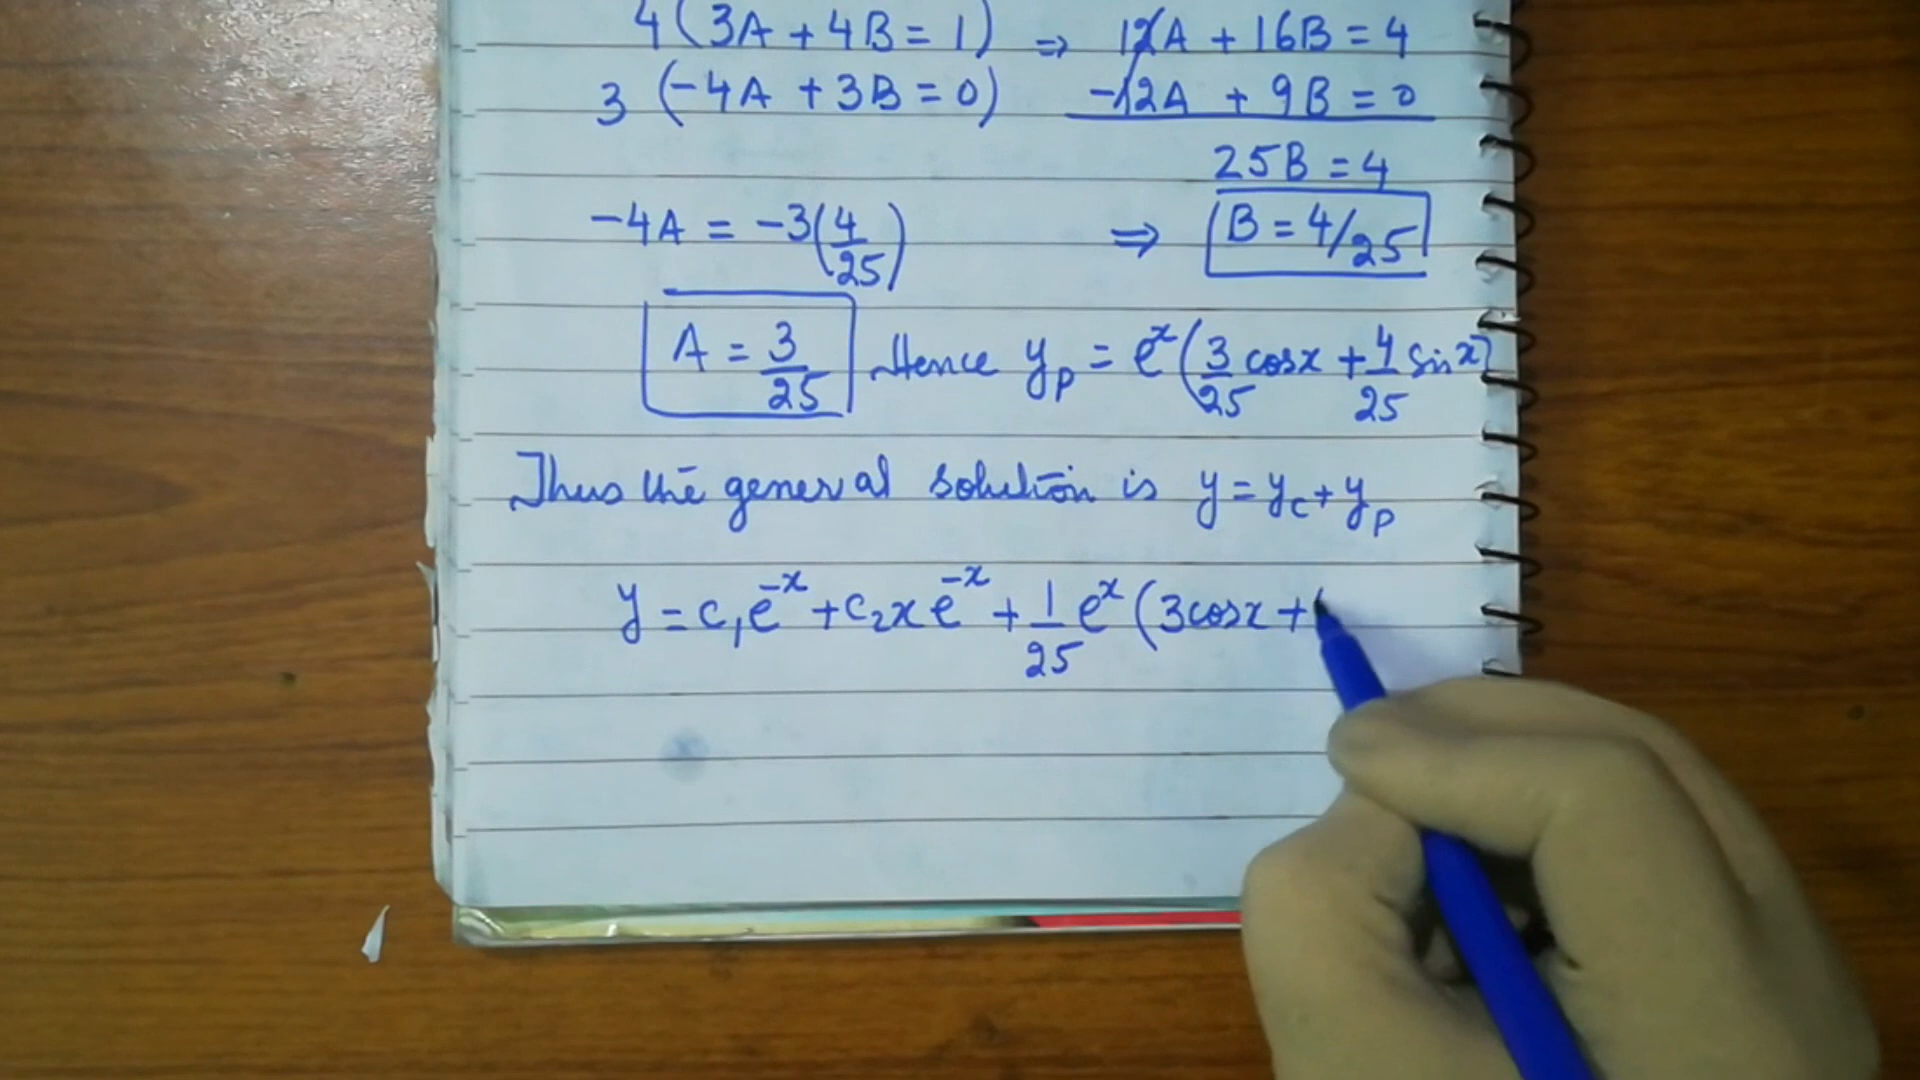 4(3A + 4B = 1) ⇒ 12A + 16B = 4
3 (-4A + 3B = 0) -12A + 9B = 0
25B = 4
-4A = -3(4/25) ⇒ B = 4/25
A = 3/25 Hence yp = e^x(3/25 cosx + 4/25 sinx)
Thus the general solution is y = yc + yp
y = c₁e^-x + c₂xe^-x + 1/25 e^x (3cosx +